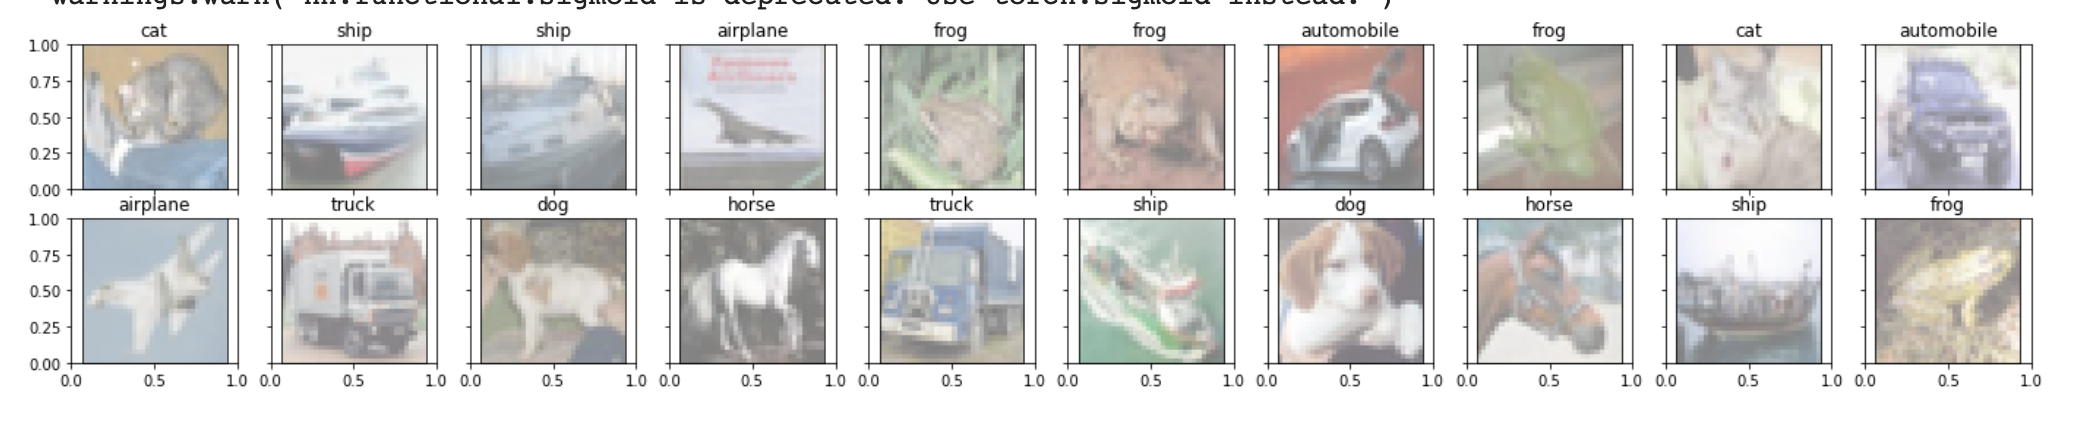 warnings.warn("nn.functional.sigmoid is deprecated. Use torch.sigmoid instead.")
cat ship ship airplane frog frog automobile frog cat automobile
1.00
0.75
0.50
0.25
0.00
airplane truck dog horse truck ship dog horse ship frog
1.00
0.75
0.50
0.25
0.00
0.0 0.5 1.0 0.0 0.5 1.0 0.0 0.5 1.0 0.0 0.5 1.0 0.0 0.5 1.0 0.0 0.5 1.0 0.0 0.5 1.0 0.0 0.5 1.0 0.0 0.5 1.0 0.0 0.5 1.0